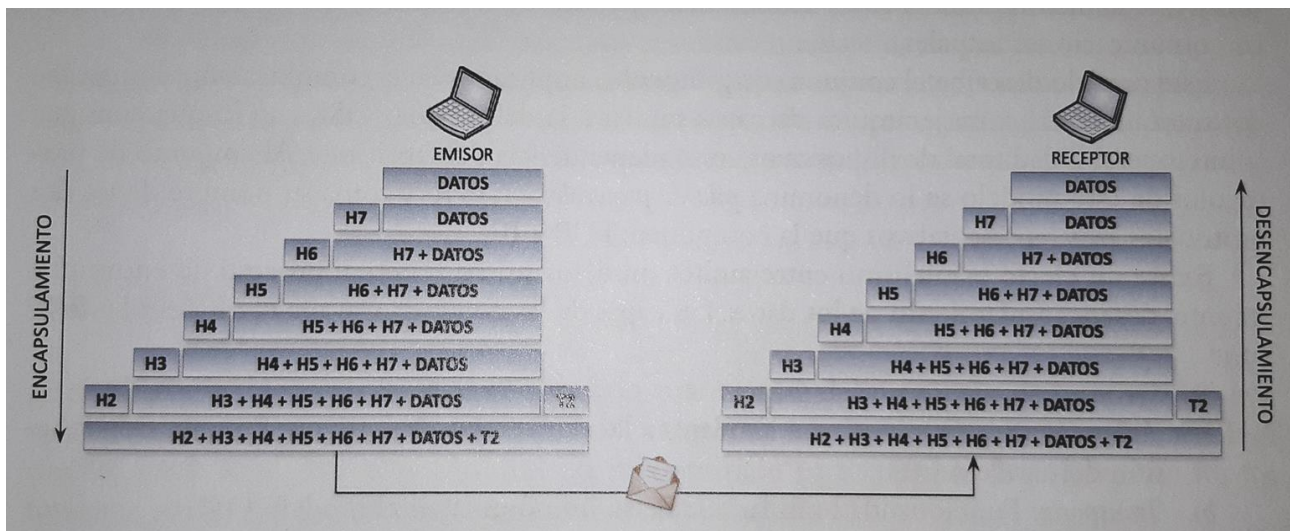 EMISOR
DATOS
H7 DATOS
H6 H7 + DATOS
H5 H6 + H7 + DATOS
H4 H5 + H6 + H7 + DATOS
H3 H4 + H5 + H6 + H7 + DATOS
H2 H3 + H4 + H5 + H6 + H7 + DATOS
H2 + H3 + H4 + H5 + H6 + H7 + DATOS + T2
ENCAPSULAMIENTO
RECEPTOR
DATOS
H7 DATOS
H6 H7 + DATOS
H5 H6 + H7 + DATOS
H4 H5 + H6 + H7 + DATOS
H3 H4 + H5 + H6 + H7 + DATOS
H2 H3 + H4 + H5 + H6 + H7 + DATOS T2
H2 + H3 + H4 + H5 + H6 + H7 + DATOS + T2
DESENCAPSULAMIENTO